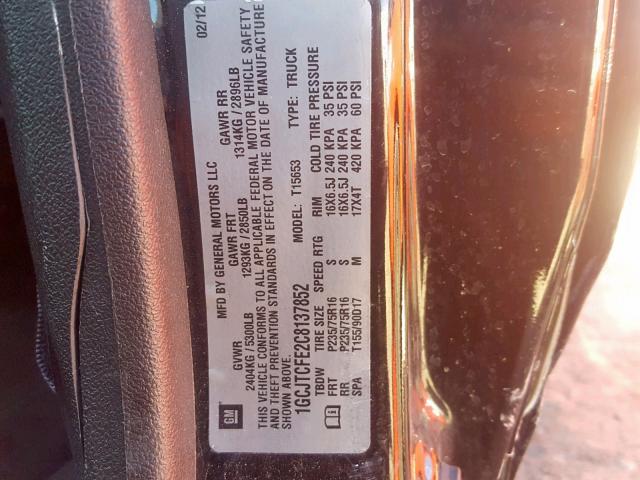 GM
MFD BY GENERAL MOTORS LLC 02/12
GVWR GAWR FRT GAWR RR
2404KG / 5300LB 1293KG / 2850LB 1314KG / 2896LB
THIS VEHICLE CONFORMS TO ALL APPLICABLE FEDERAL MOTOR VEHICLE SAFETY
AND THEFT PREVENTION STANDARDS IN EFFECT ON THE DATE OF MANUFACTURE
SHOWN ABOVE.
1GCJTCFE2C8137852 MODEL: T15653 TYPE: TRUCK
TBDW TIRE SIZE SPEED RTG RIM COLD TIRE PRESSURE
FRT P235/75R16 S 16X6.5J 240 KPA 35 PSI
RR P235/75R16 S 16X6.5J 240 KPA 35 PSI
SPA T155/90D17 M 17X4T 420 KPA 60 PSI